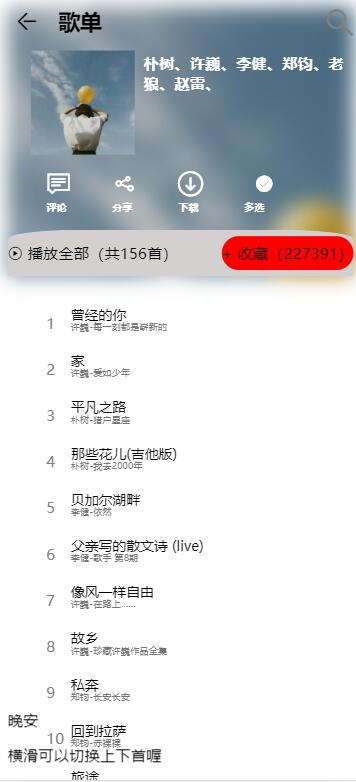 歌单
朴树、许巍、李健、郑钧、老
狼、赵雷、
评论 分享 下载 多选
播放全部（共156首） + 收藏（227391）
1 曾经的你
许巍-每一刻都是崭新的
2 家
许巍-爱如少年
3 平凡之路
朴树-猎户星座
4 那些花儿(吉他版)
朴树-我去2000年
5 贝加尔湖畔
李健-依然
6 父亲写的散文诗 (live)
李健-歌手 第8期
7 像风一样自由
许巍-在路上……
8 故乡
许巍-珍藏许巍作品全集
9 私奔
郑钧-长安长安
晚安
10 回到拉萨
郑钧-赤裸裸
横滑可以切换上下首喔
旅途